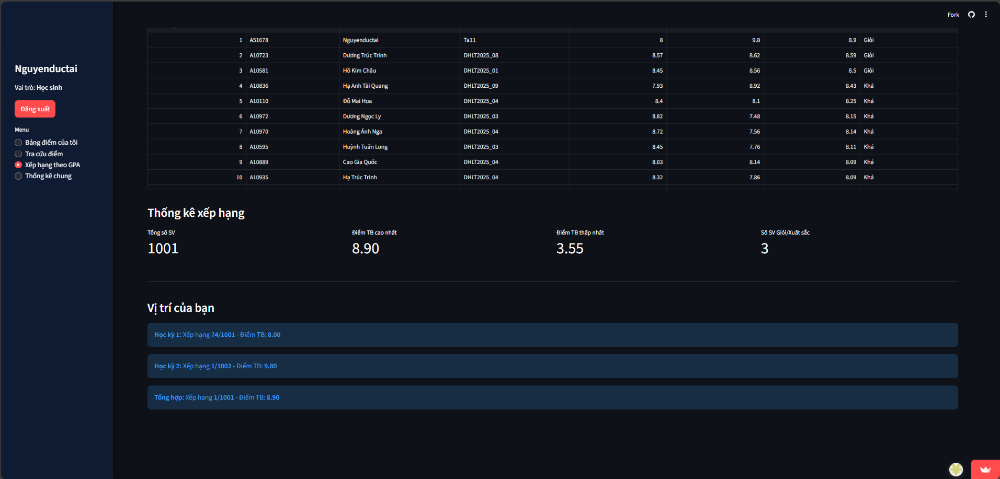 Fork
Nguyenductai
Vai trò: Học sinh
Đăng xuất
Menu
Bảng điểm của tôi
Tra cứu điểm
Xếp hạng theo GPA
Thống kê chung
1 A51678 Nguyenductai Ta11 8 9.8 8.9 Giỏi
2 A10723 Dương Trúc Trinh DHLT2025_08 8.57 8.62 8.59 Giỏi
3 A10581 Hồ Kim Châu DHLT2025_01 8.45 8.56 8.5 Giỏi
4 A10836 Hạ Anh Tài Quang DHLT2025_09 7.93 8.92 8.43 Khá
5 A10110 Đỗ Mai Hoa DHLT2025_04 8.4 8.1 8.25 Khá
6 A10972 Dương Ngọc Ly DHLT2025_03 8.82 7.48 8.15 Khá
7 A10970 Hoàng Ánh Nga DHLT2025_04 8.72 7.56 8.14 Khá
8 A10595 Huỳnh Tuấn Long DHLT2025_03 8.45 7.76 8.11 Khá
9 A10889 Cao Gia Quốc DHLT2025_04 8.03 8.14 8.09 Khá
10 A10935 Hạ Trúc Trinh DHLT2025_04 8.32 7.86 8.09 Khá
Thống kê xếp hạng
Tổng số SV Điểm TB cao nhất Điểm TB thấp nhất Số SV Giỏi/Xuất sắc
1001 8.90 3.55 3
Vị trí của bạn
Học kỳ 1: Xếp hạng 74/1001 - Điểm TB: 8.00
Học kỳ 2: Xếp hạng 1/1002 - Điểm TB: 9.80
Tổng hợp: Xếp hạng 1/1001 - Điểm TB: 8.90